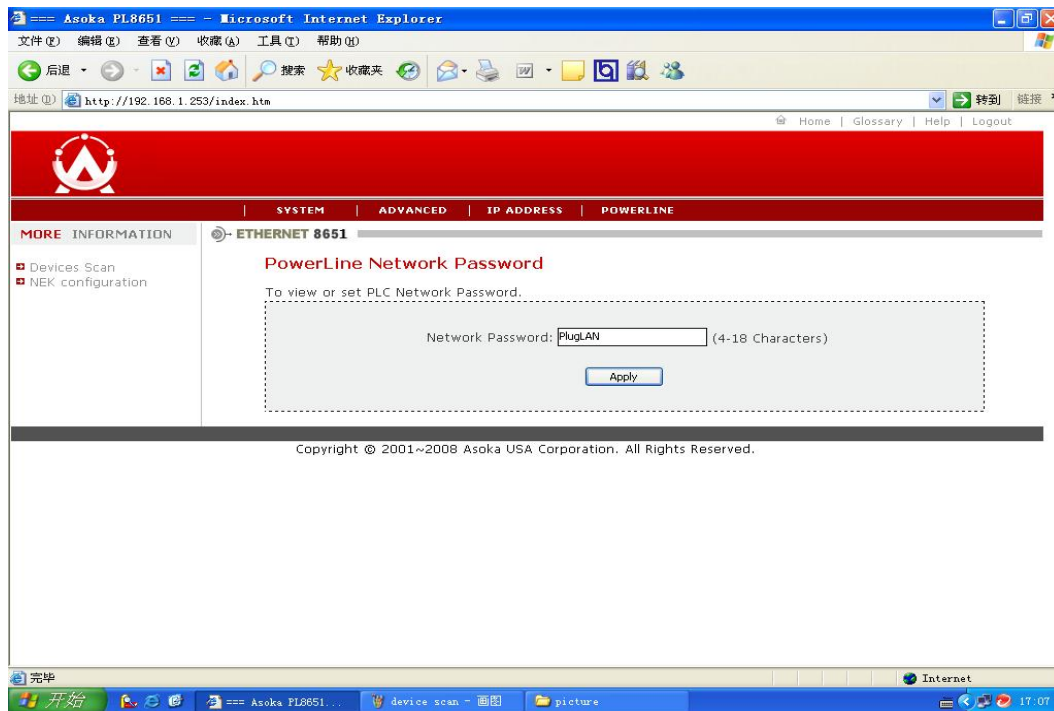 === Asoka PL8651 === - Microsoft Internet Explorer
文件(F) 编辑(E) 查看(V) 收藏(A) 工具(T) 帮助(H)
后退 搜索 收藏夹
地址(D) http://192.168.1.253/index.htm 转到 链接
Home | Glossary | Help | Logout
SYSTEM | ADVANCED | IP ADDRESS | POWERLINE
MORE INFORMATION
ETHERNET 8651
Devices Scan
NEK configuration
PowerLine Network Password
To view or set PLC Network Password.
Network Password: PlugLAN (4-18 Characters)
Apply
Copyright © 2001~2008 Asoka USA Corporation. All Rights Reserved.
完毕 Internet
开始 === Asoka PL8651... device scan - 画图 picture 17:07